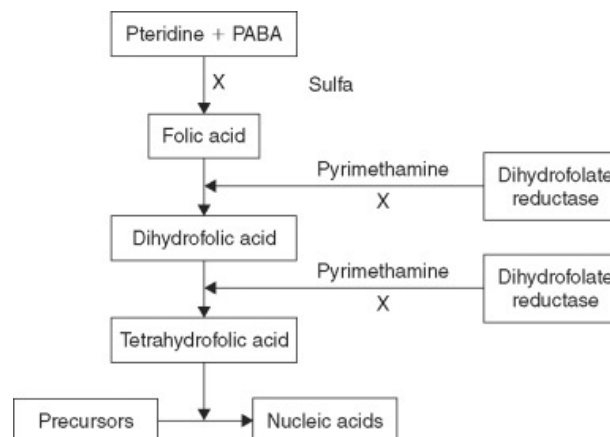 Pteridine + PABA
X Sulfa
Folic acid
Pyrimethamine
X
Dihydrofolate
reductase
Dihydrofolic acid
Pyrimethamine
X
Dihydrofolate
reductase
Tetrahydrofolic acid
Precursors
Nucleic acids